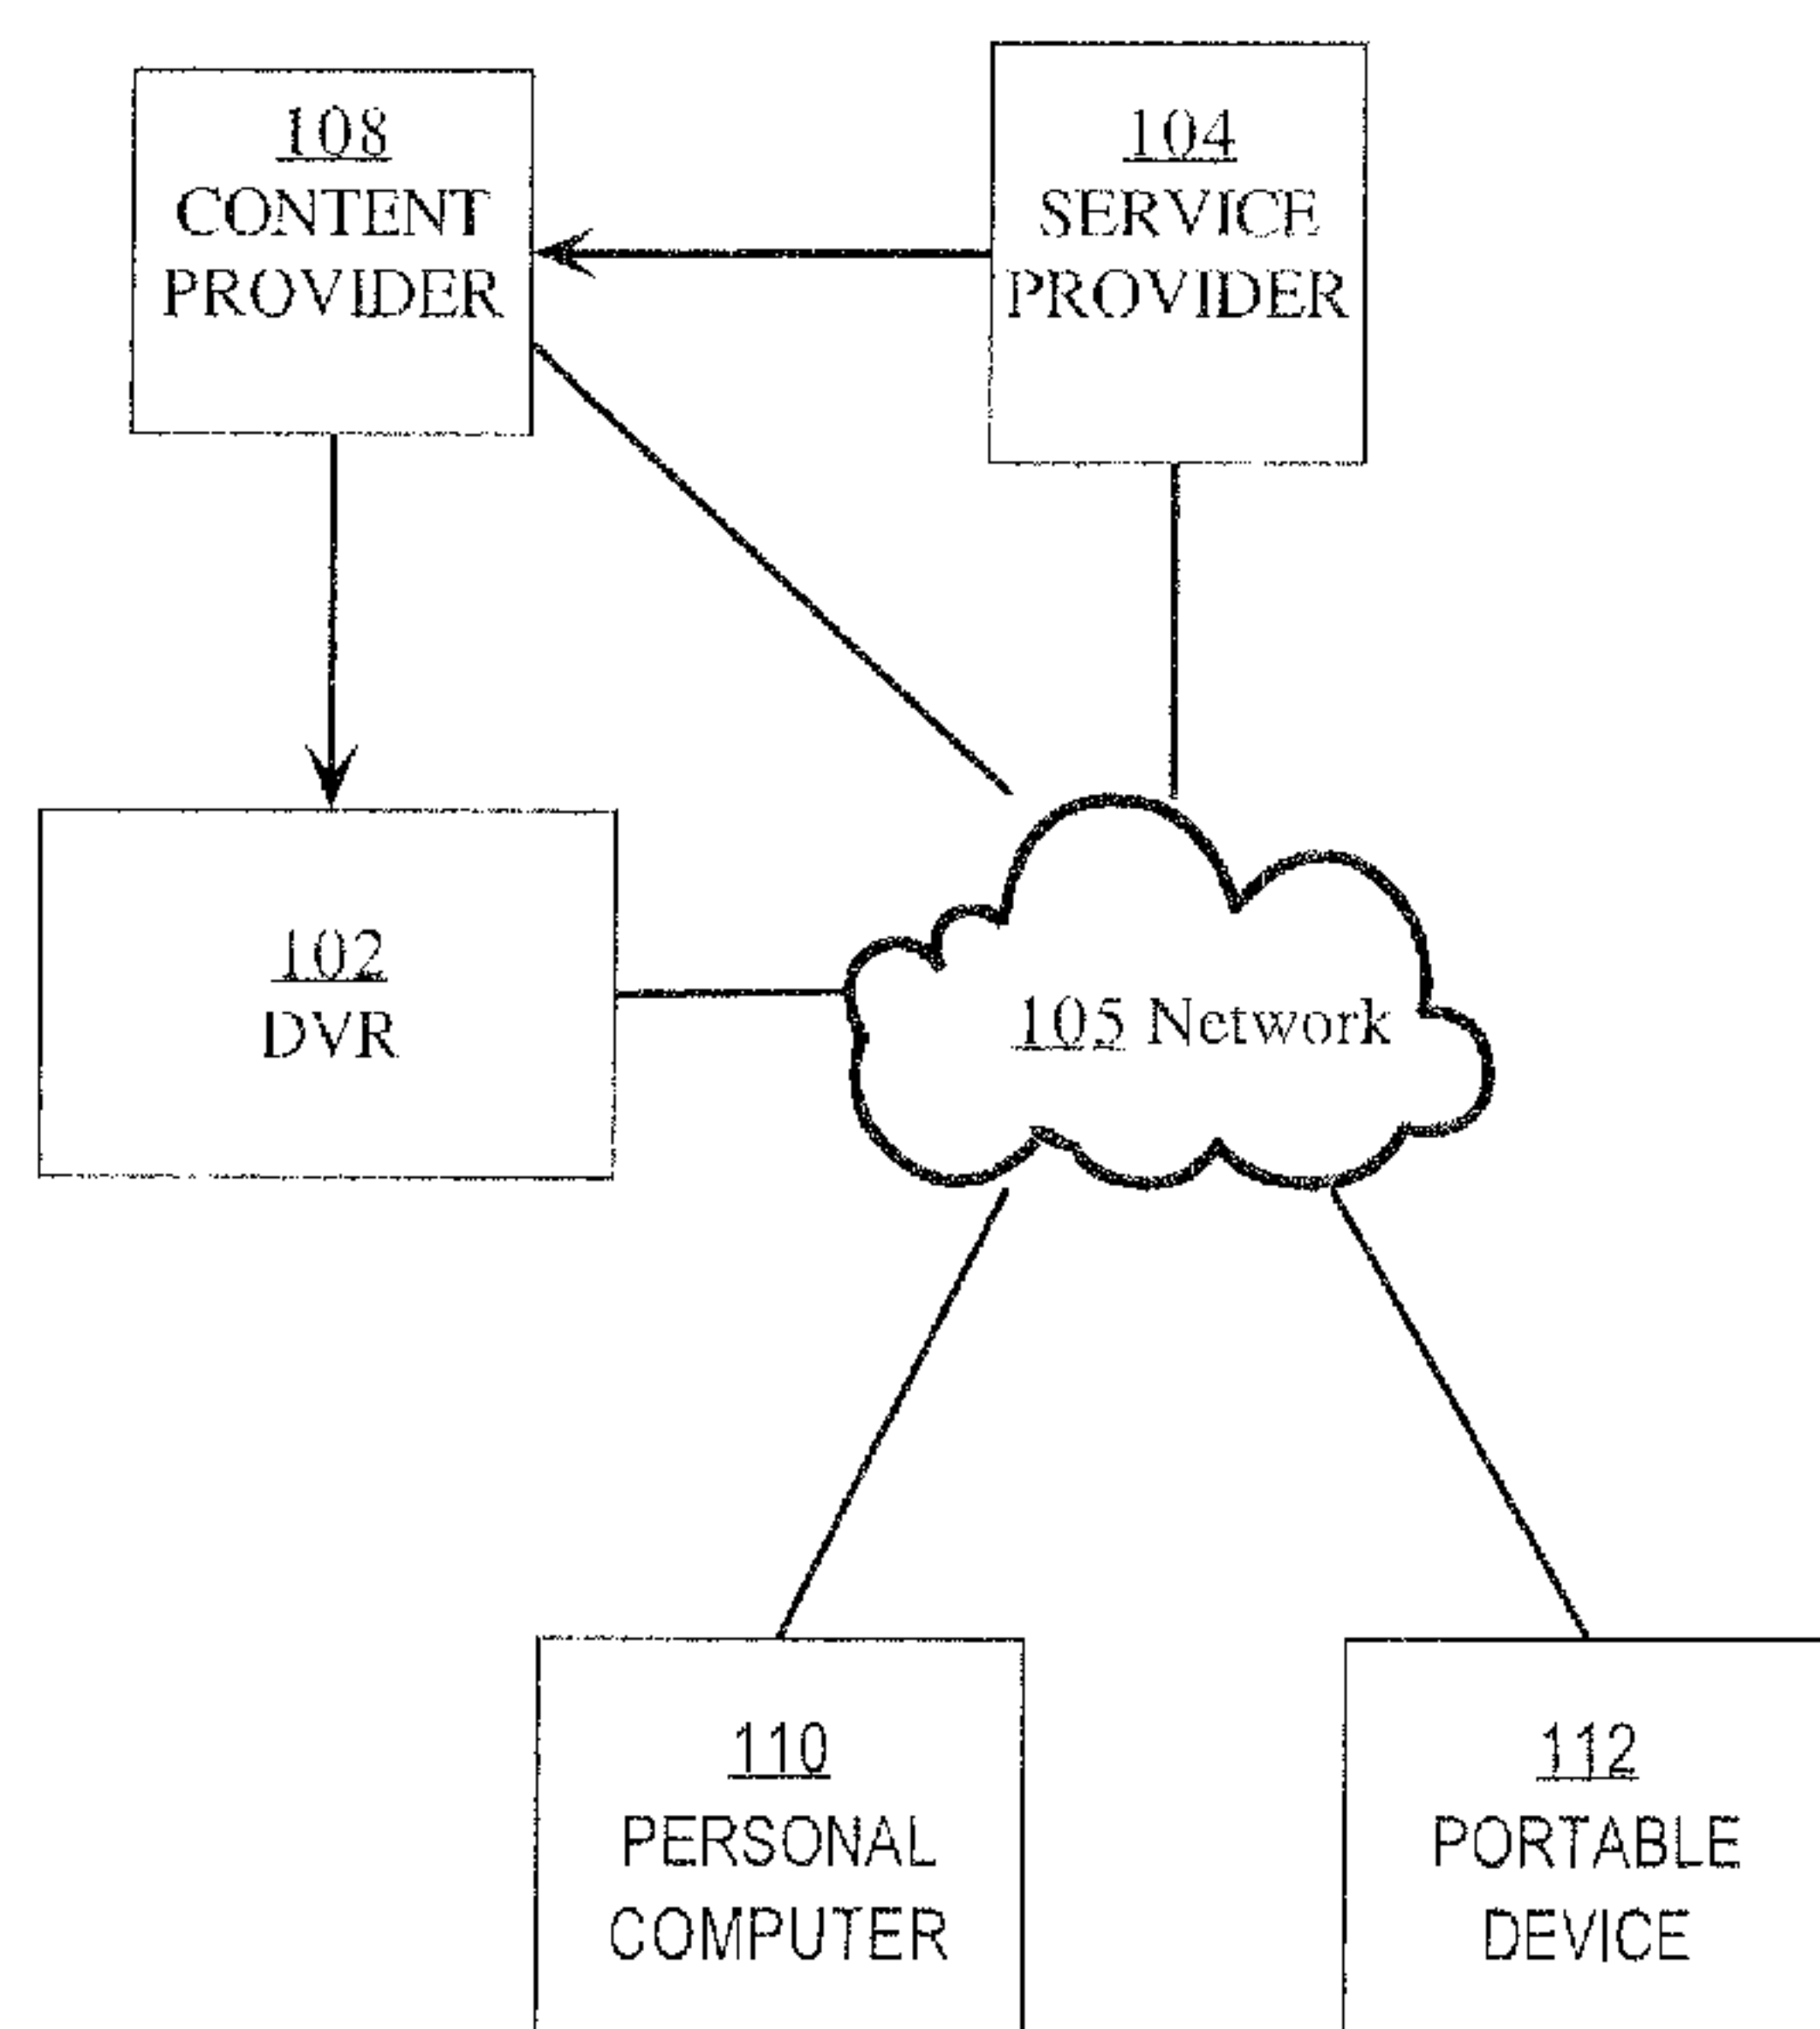 108
CONTENT
PROVIDER
104
SERVICE
PROVIDER
102
DVR
105 Network
110
PERSONAL
COMPUTER
112
PORTABLE
DEVICE